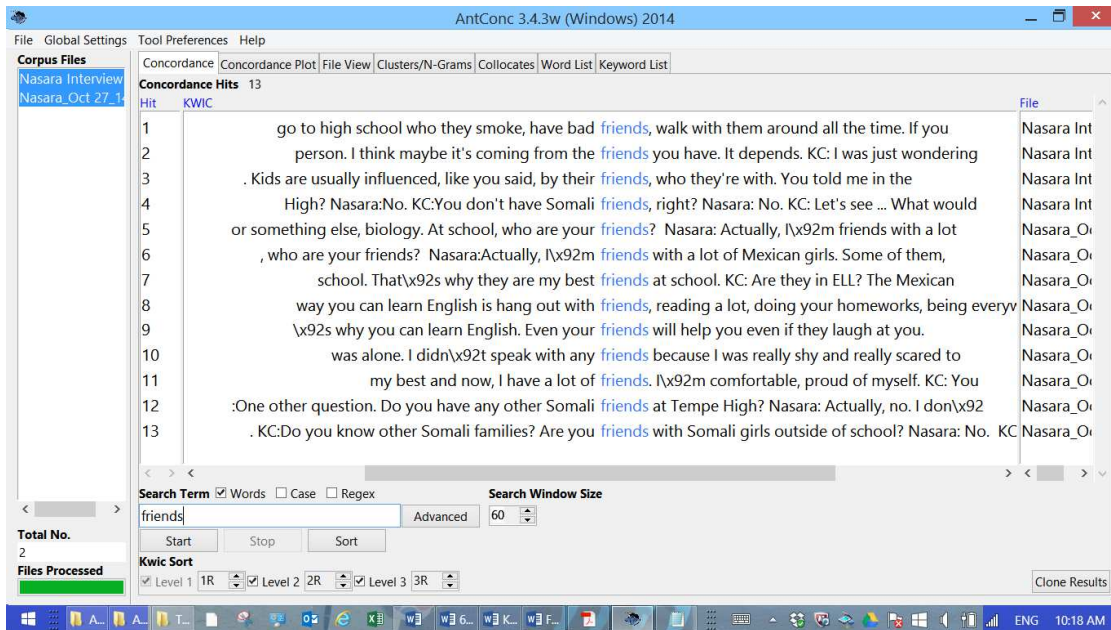 AntConc 3.4.3w (Windows) 2014
File Global Settings Tool Preferences Help
Corpus Files
Nasara Interview
Nasara_Oct 27_14
Concordance Concordance Plot File View Clusters/N-Grams Collocates Word List Keyword List
Concordance Hits 13
Hit KWIC File
1 go to high school who they smoke, have bad friends, walk with them around all the time. If you Nasara Int
2 person. I think maybe it's coming from the friends you have. It depends. KC: I was just wondering Nasara Int
3 . Kids are usually influenced, like you said, by their friends, who they're with. You told me in the Nasara Int
4 High? Nasara:No. KC:You don't have Somali friends, right? Nasara: No. KC: Let's see ... What would Nasara Int
5 or something else, biology. At school, who are your friends? Nasara: Actually, I\x92m friends with a lot Nasara_O
6 , who are your friends? Nasara:Actually, I\x92m friends with a lot of Mexican girls. Some of them, Nasara_O
7 school. That\x92s why they are my best friends at school. KC: Are they in ELL? The Mexican Nasara_O
8 way you can learn English is hang out with friends, reading a lot, doing your homeworks, being everyw Nasara_O
9 \x92s why you can learn English. Even your friends will help you even if they laugh at you. Nasara_O
10 was alone. I didn\x92t speak with any friends because I was really shy and really scared to Nasara_O
11 my best and now, I have a lot of friends. I\x92m comfortable, proud of myself. KC: You Nasara_O
12 :One other question. Do you have any other Somali friends at Tempe High? Nasara: Actually, no. I don\x92 Nasara_O
13 . KC:Do you know other Somali families? Are you friends with Somali girls outside of school? Nasara: No. KC Nasara_O
Search Term Words Case Regex Search Window Size
friends Advanced 60
Start Stop Sort
Total No.
2
Files Processed
Kwic Sort
Level 1 1R Level 2 2R Level 3 3R Clone Results
A... A... T... 6... K... F... ENG 10:18 AM